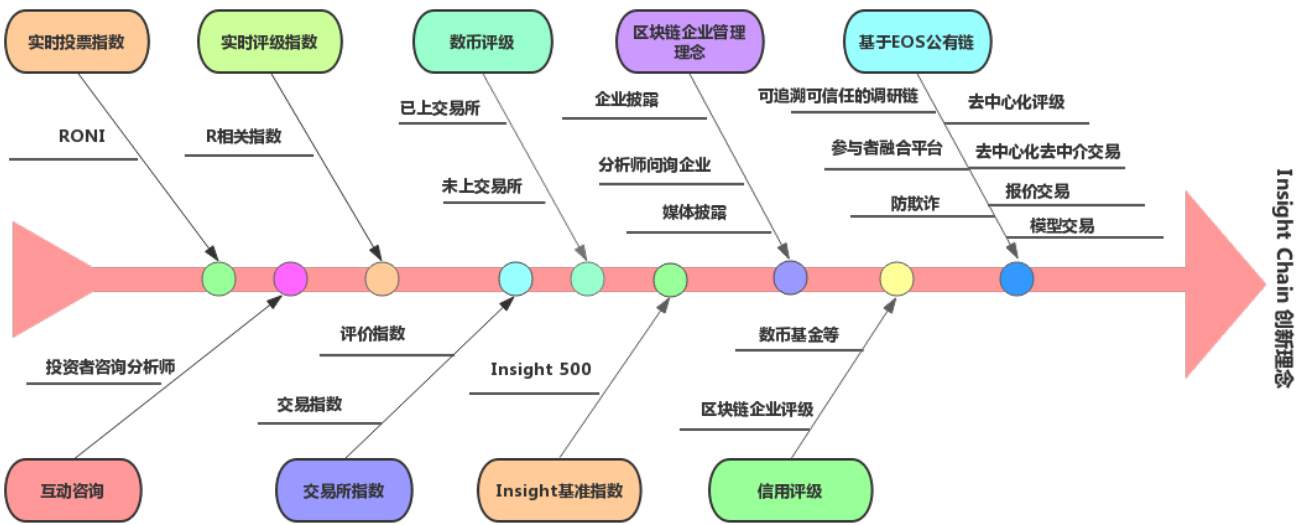 实时投票指数
实时评级指数
数币评级
区块链企业管理
理念
基于EOS公有链
RONI
R相关指数
已上交易所
未上交易所
企业披露
分析师问询企业
媒体披露
可追溯可信任的调研链
参与者融合平台
防欺诈
去中心化评级
去中心化去中介交易
报价交易
模型交易
Insight Chain 创新理念
投资者咨询分析师
评价指数
交易指数
Insight 500
数币基金等
区块链企业评级
互动咨询
交易所指数
Insight基准指数
信用评级